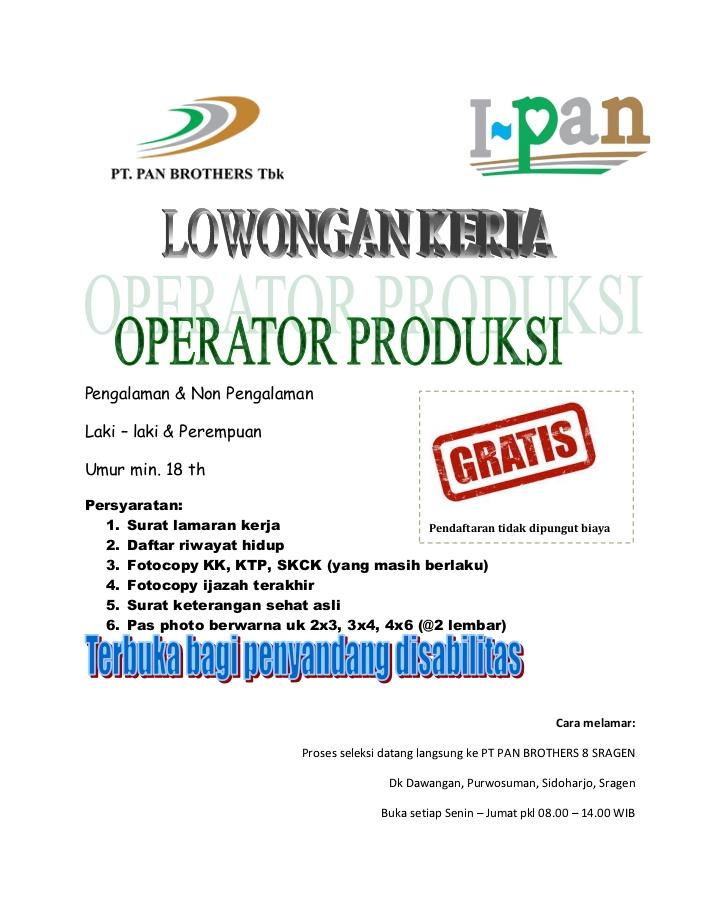 PT. PAN BROTHERS Tbk
I~pan
LOWONGAN KERJA
OPERATOR PRODUKSI
Pengalaman & Non Pengalaman
Laki – laki & Perempuan
Umur min. 18 th
GRATIS
Pendaftaran tidak dipungut biaya
Persyaratan:
1. Surat lamaran kerja
2. Daftar riwayat hidup
3. Fotocopy KK, KTP, SKCK (yang masih berlaku)
4. Fotocopy ijazah terakhir
5. Surat keterangan sehat asli
6. Pas photo berwarna uk 2x3, 3x4, 4x6 (@2 lembar)
Terbuka bagi penyandang disabilitas
Cara melamar:
Proses seleksi datang langsung ke PT PAN BROTHERS 8 SRAGEN
Dk Dawangan, Purwosuman, Sidoharjo, Sragen
Buka setiap Senin – Jumat pkl 08.00 – 14.00 WIB